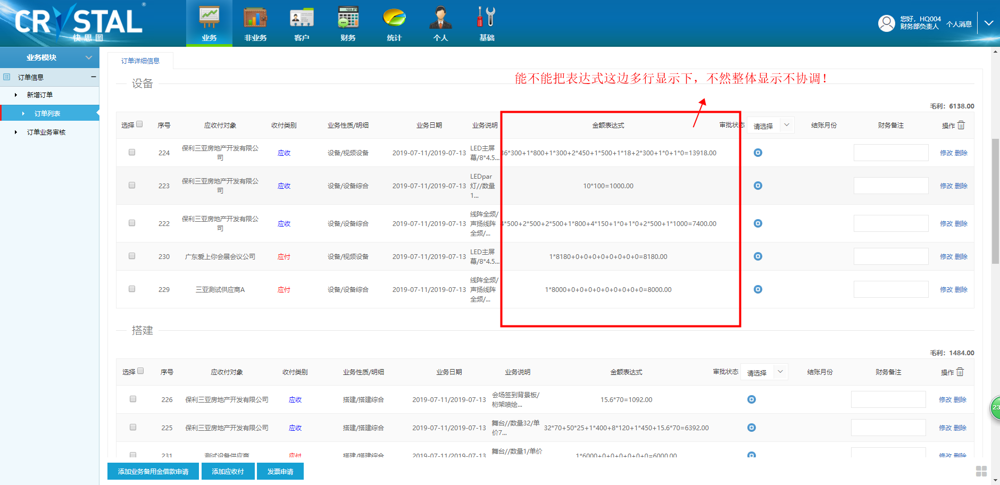 CRYSTAL ®
快思图
业务 非业务 客户 财务 统计 个人 基础
您好，HQ004
财务部负责人
个人消息
业务模块
订单信息
新增订单
订单列表
订单业务审核
订单详细信息
能不能把表达式这边多行显示下，不然整体显示不协调！
设备
毛利：6138.00
选择 序号 应收付对象 收付类别 业务性质/明细 业务日期 业务说明 金额表达式 审批状态 请选择 结账月份 财务备注 操作
224 保利三亚房地产开发有限公司 应收 设备/视频设备 2019-07-11/2019-07-13 LED主屏幕/8*4.5... 36*300+1*800+1*300+2*450+1*500+1*18+2*300+1*0+1*0=13918.00 修改 删除
223 保利三亚房地产开发有限公司 应收 设备/设备综合 2019-07-11/2019-07-13 LEDpar灯//数量1... 10*100=1000.00 修改 删除
222 保利三亚房地产开发有限公司 应收 设备/设备综合 2019-07-11/2019-07-13 线阵全频/声扬线阵全频/... 4*500+2*500+2*500+1*800+4*150+1*0+1*0+2*500+1*1000=7400.00 修改 删除
230 广东爱上你会展会议公司 应付 设备/视频设备 2019-07-11/2019-07-13 LED主屏幕/8*4.5... 1*8180+0+0+0+0+0+0+0+0=8180.00 修改 删除
229 三亚测试供应商A 应付 设备/设备综合 2019-07-11/2019-07-13 线阵全频/声扬线阵全频/... 1*8000+0+0+0+0+0+0+0+0+0=8000.00 修改 删除
搭建
毛利：1484.00
选择 序号 应收付对象 收付类别 业务性质/明细 业务日期 业务说明 金额表达式 审批状态 请选择 结账月份 财务备注 操作
226 保利三亚房地产开发有限公司 应收 搭建/搭建综合 2019-07-11/2019-07-13 会场签到背景板/桁架喷绘... 15.6*70=1092.00 修改 删除
225 保利三亚房地产开发有限公司 应收 搭建/搭建综合 2019-07-11/2019-07-13 舞台//数量32/单价7... 32*70+50*25+1*400+8*120+1*450+15.6*70=6392.00 修改 删除
231 测试设备供应商 应付 搭建/搭建综合 2019-07-11/2019-07-13 舞台//数量1/单价 1*6000+0+0+0+0+0+0=6000.00 修改 删除
23
添加业务备用金借款申请 添加应收付 发票申请